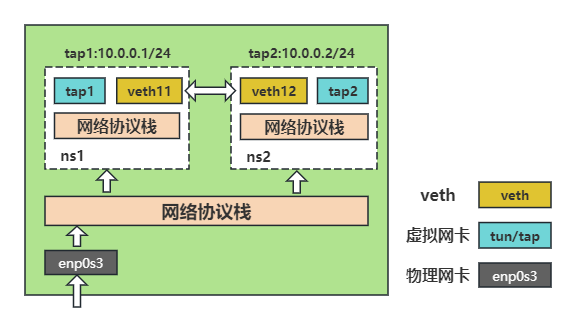 tap1:10.0.0.1/24 tap2:10.0.0.2/24
tap1 veth11 veth12 tap2
网络协议栈 网络协议栈
ns1 ns2
网络协议栈
enp0s3
veth veth
虚拟网卡 tun/tap
物理网卡 enp0s3